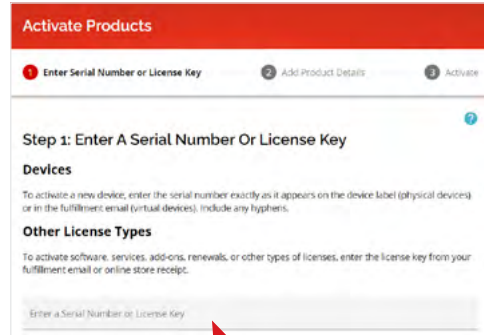 Activate Products
1 Enter Serial Number or License Key 2 Add Product Details 3 Activate
?
Step 1: Enter A Serial Number Or License Key
Devices
To activate a new device, enter the serial number exactly as it appears on the device label (physical devices)
or in the fulfillment email (virtual devices). Include any hyphens.
Other License Types
To activate software, services, add-ons, renewals, or other types of licenses, enter the license key from your
fulfillment email or online store receipt.
Enter a Serial Number or License Key